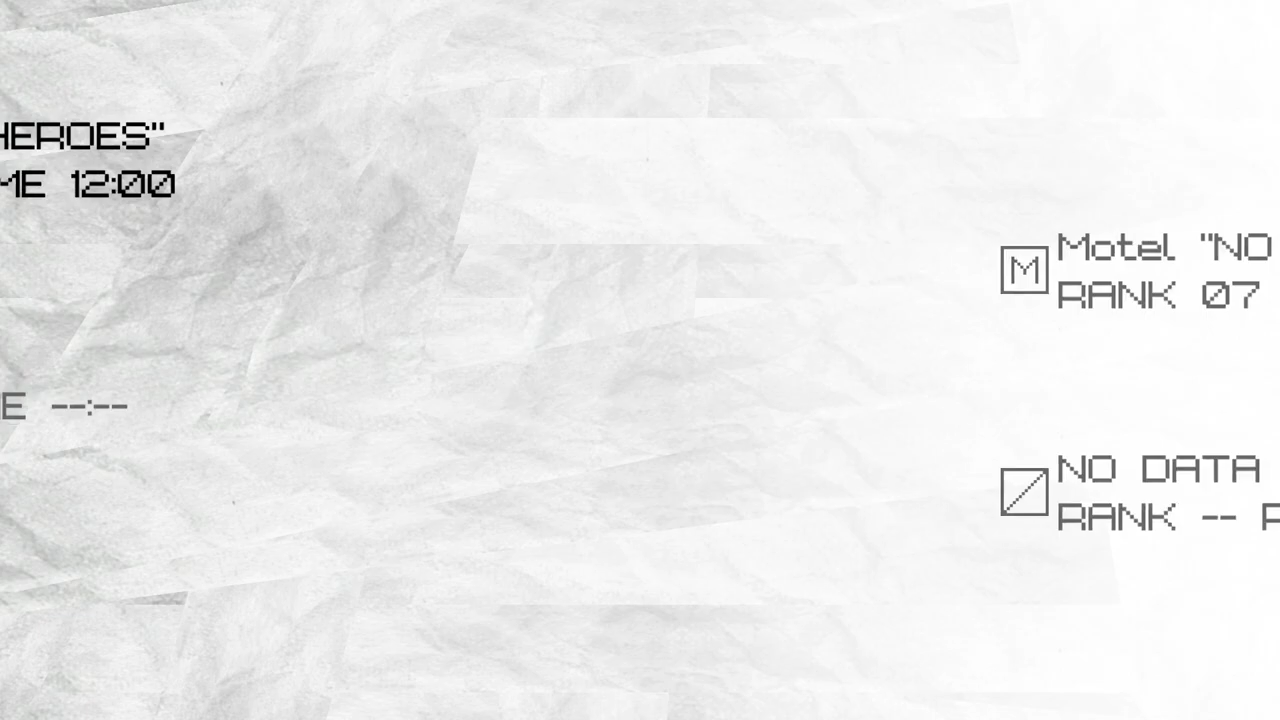 HEROES"
ME 12:00
E --:--
M
Motel "NO
RANK 07
NO DATA
RANK --